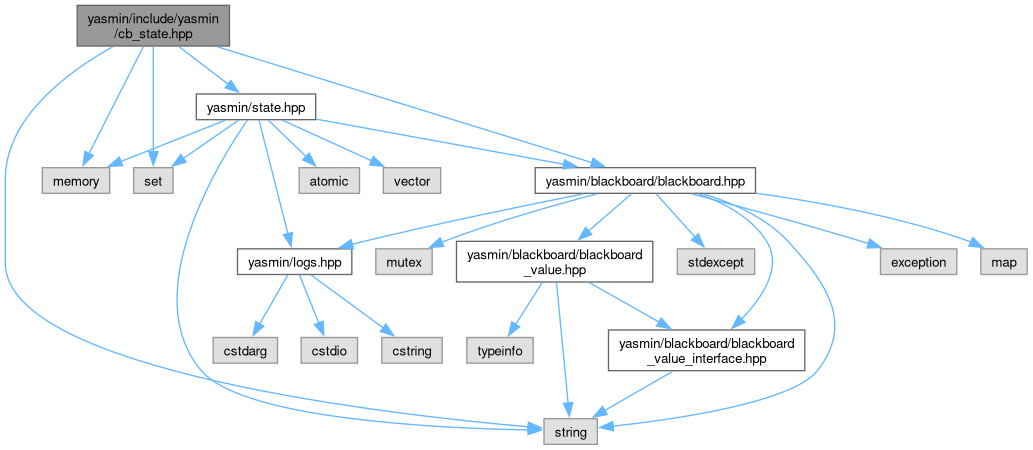 yasmin/include/yasmin
/cb_state.hpp
yasmin/state.hpp
memory
set
atomic
vector
yasmin/blackboard/blackboard.hpp
yasmin/logs.hpp
mutex
yasmin/blackboard/blackboard
_value.hpp
stdexcept
exception
map
cstdarg
cstdio
cstring
typeinfo
yasmin/blackboard/blackboard
_value_interface.hpp
string